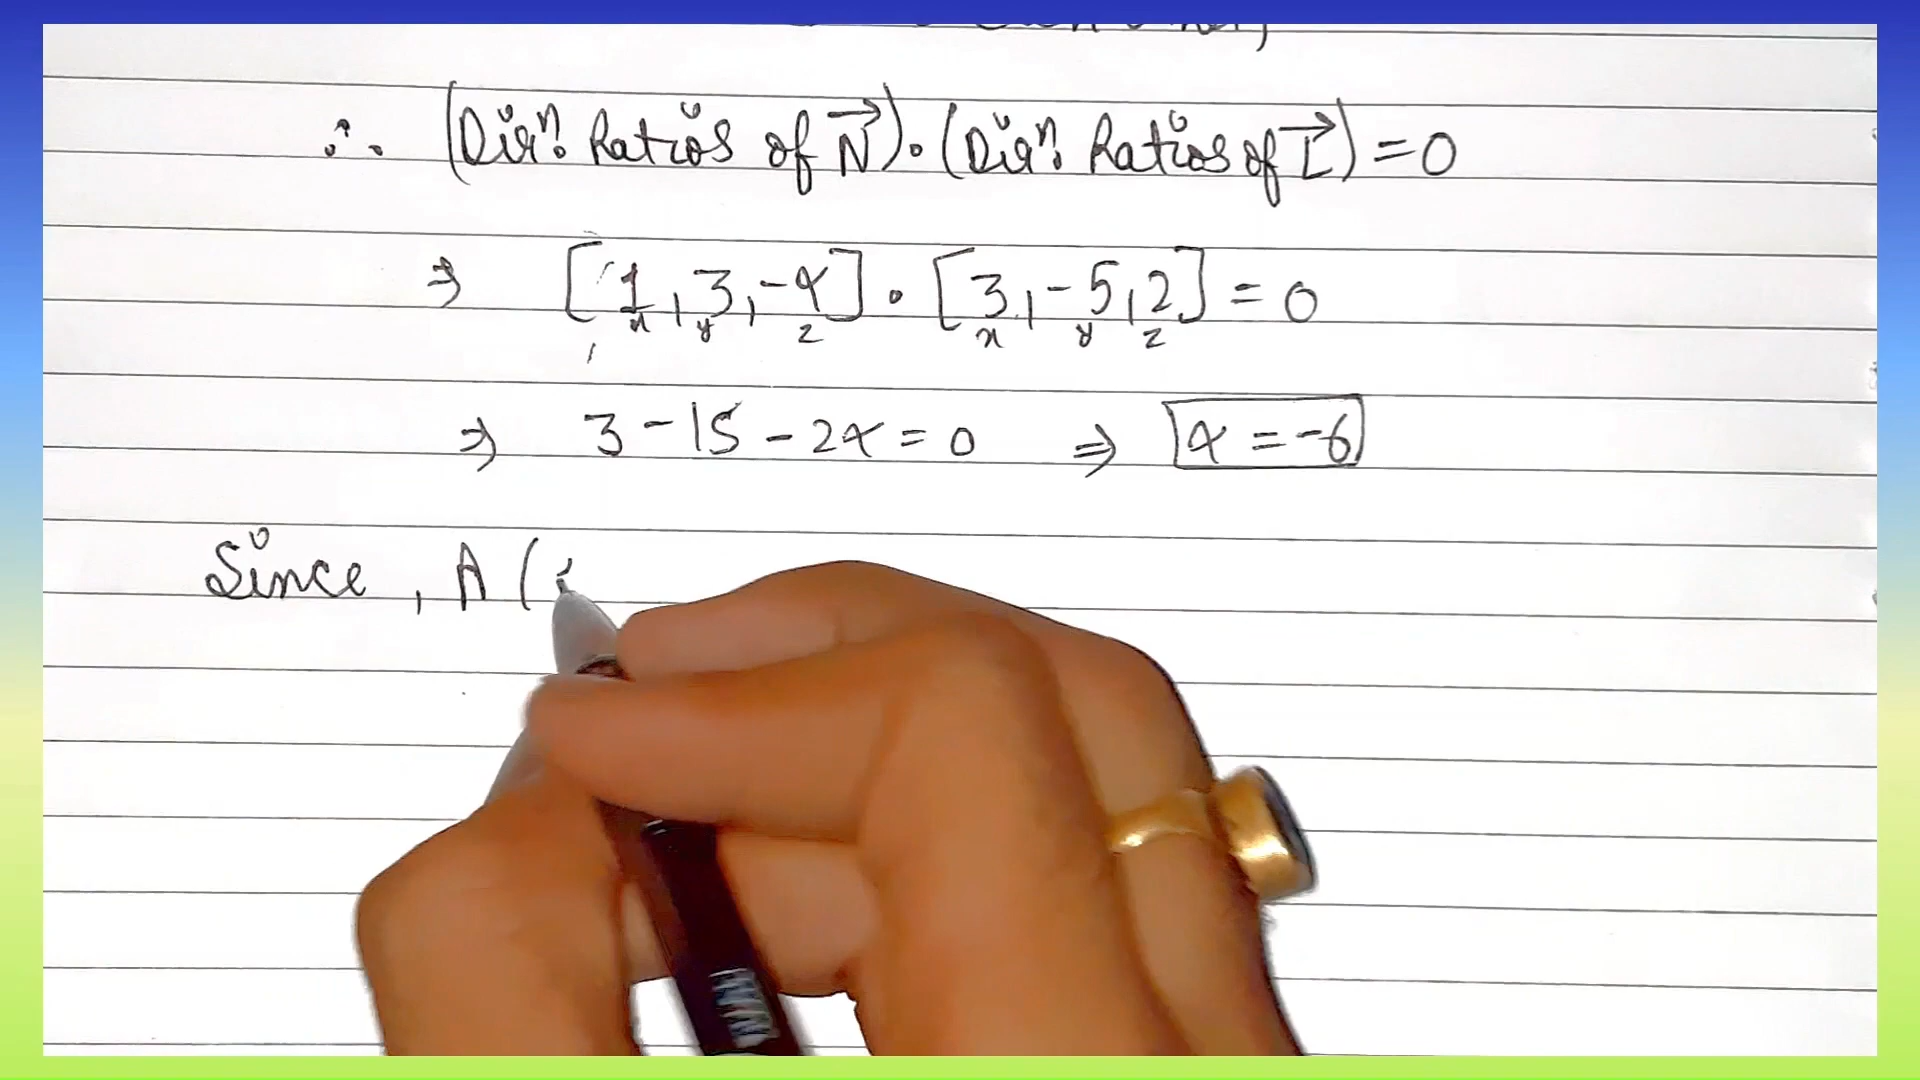 ∴ (Dirⁿ. Ratios of N⃗) • (Dirⁿ. Ratios of L⃗) = 0
⇒ [1, 3, -α] • [3, -5, 2] = 0
x y z x y z
⇒ 3 - 15 - 2α = 0 ⇒ α = -6
Since, A (